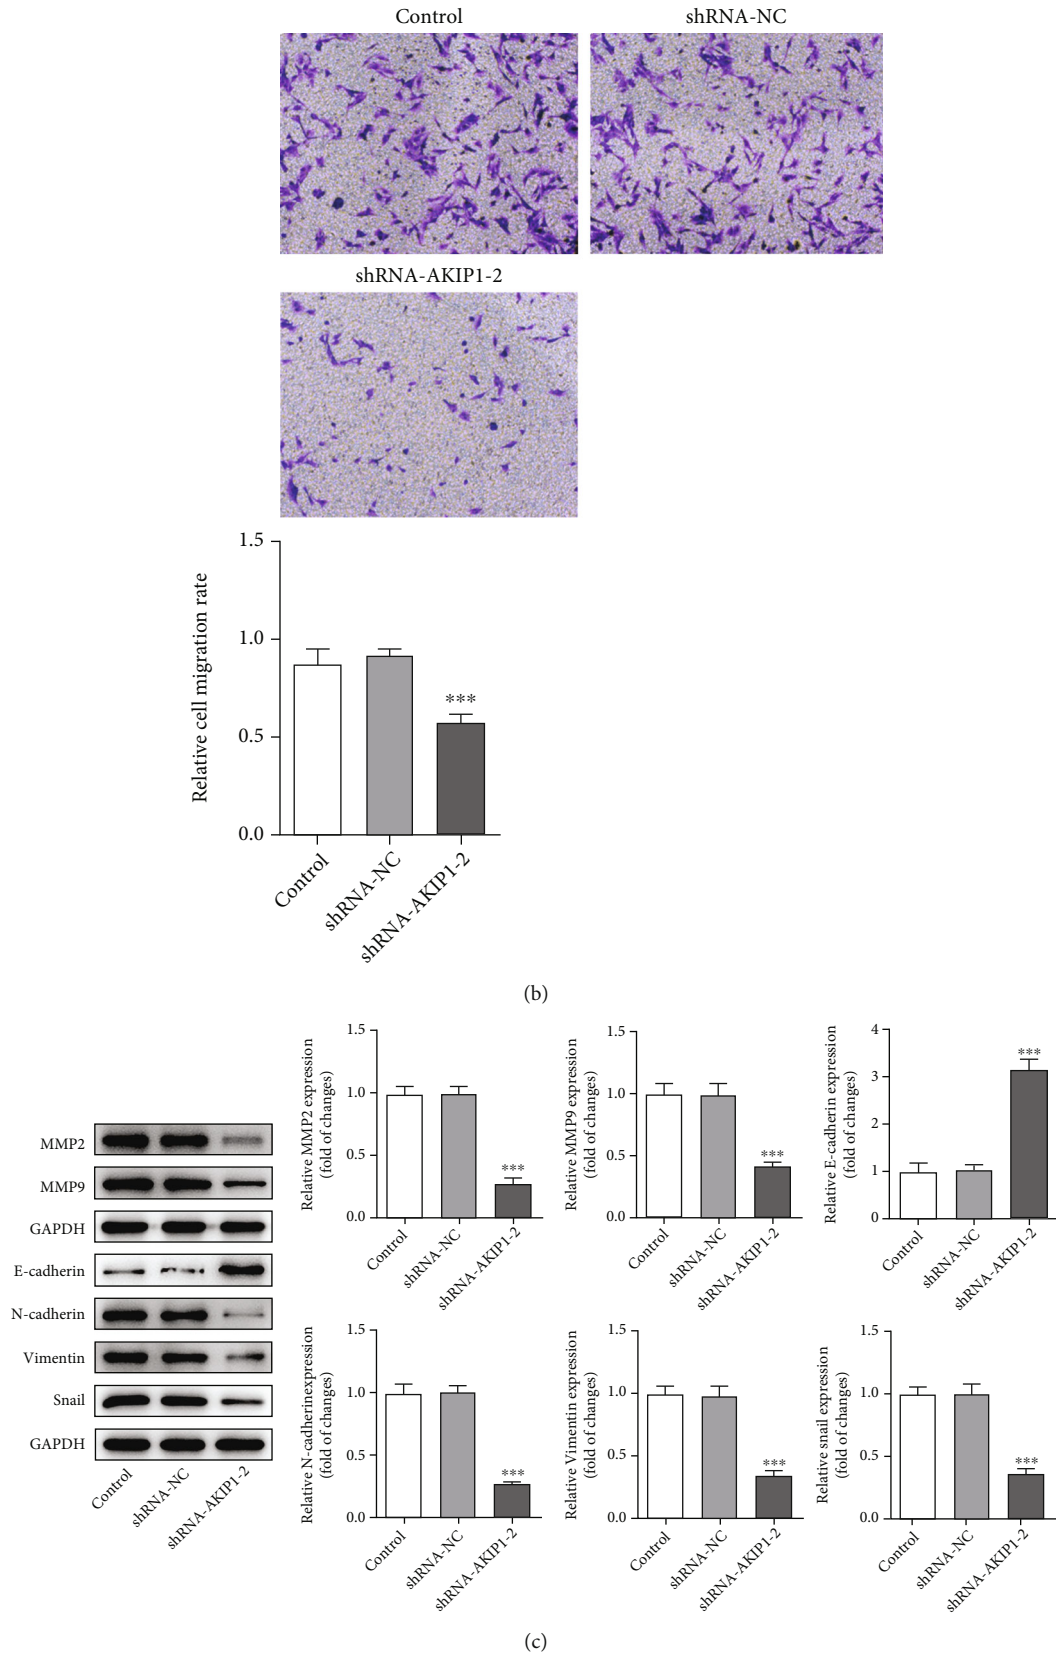 Control
shRNA-NC
shRNA-AKIP1-2
1.5
1.0
0.5
0.0
Relative cell migration rate
***
Control
shRNA-NC
shRNA-AKIP1-2
(b)
MMP2
MMP9
GAPDH
E-cadherin
N-cadherin
Vimentin
Snail
GAPDH
Control
shRNA-NC
shRNA-AKIP1-2
Relative MMP2 expression
(fold of changes)
1.5
1.0
0.5
0.0
***
Control
shRNA-NC
shRNA-AKIP1-2
Relative MMP9 expression
(fold of changes)
1.5
1.0
0.5
0.0
***
Control
shRNA-NC
shRNA-AKIP1-2
Relative E-cadherin expression
(fold of changes)
4
3
2
1
0
***
Control
shRNA-NC
shRNA-AKIP1-2
Relative N-cadherinexpression
(fold of changes)
1.5
1.0
0.5
0.0
***
Control
shRNA-NC
shRNA-AKIP1-2
Relative Vimentin expression
(fold of changes)
1.5
1.0
0.5
0.0
***
Control
shRNA-NC
shRNA-AKIP1-2
Relative snail expression
(fold of changes)
1.5
1.0
0.5
0.0
***
Control
shRNA-NC
shRNA-AKIP1-2
(c)